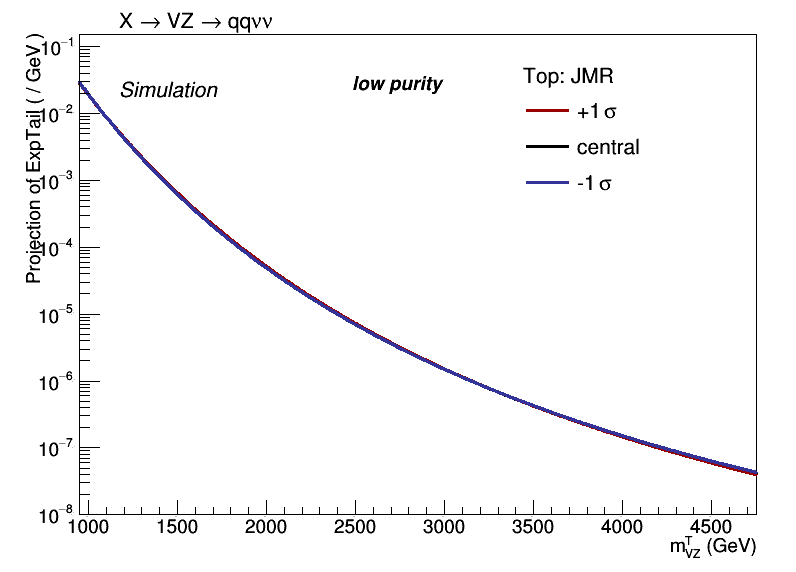 X → VZ → qqνν
Projection of ExpTail ( / GeV )
Simulation
low purity
Top: JMR
+1 σ
central
-1 σ
10⁻¹
10⁻²
10⁻³
10⁻⁴
10⁻⁵
10⁻⁶
10⁻⁷
10⁻⁸
1000 1500 2000 2500 3000 3500 4000 4500
m_VZ^T (GeV)